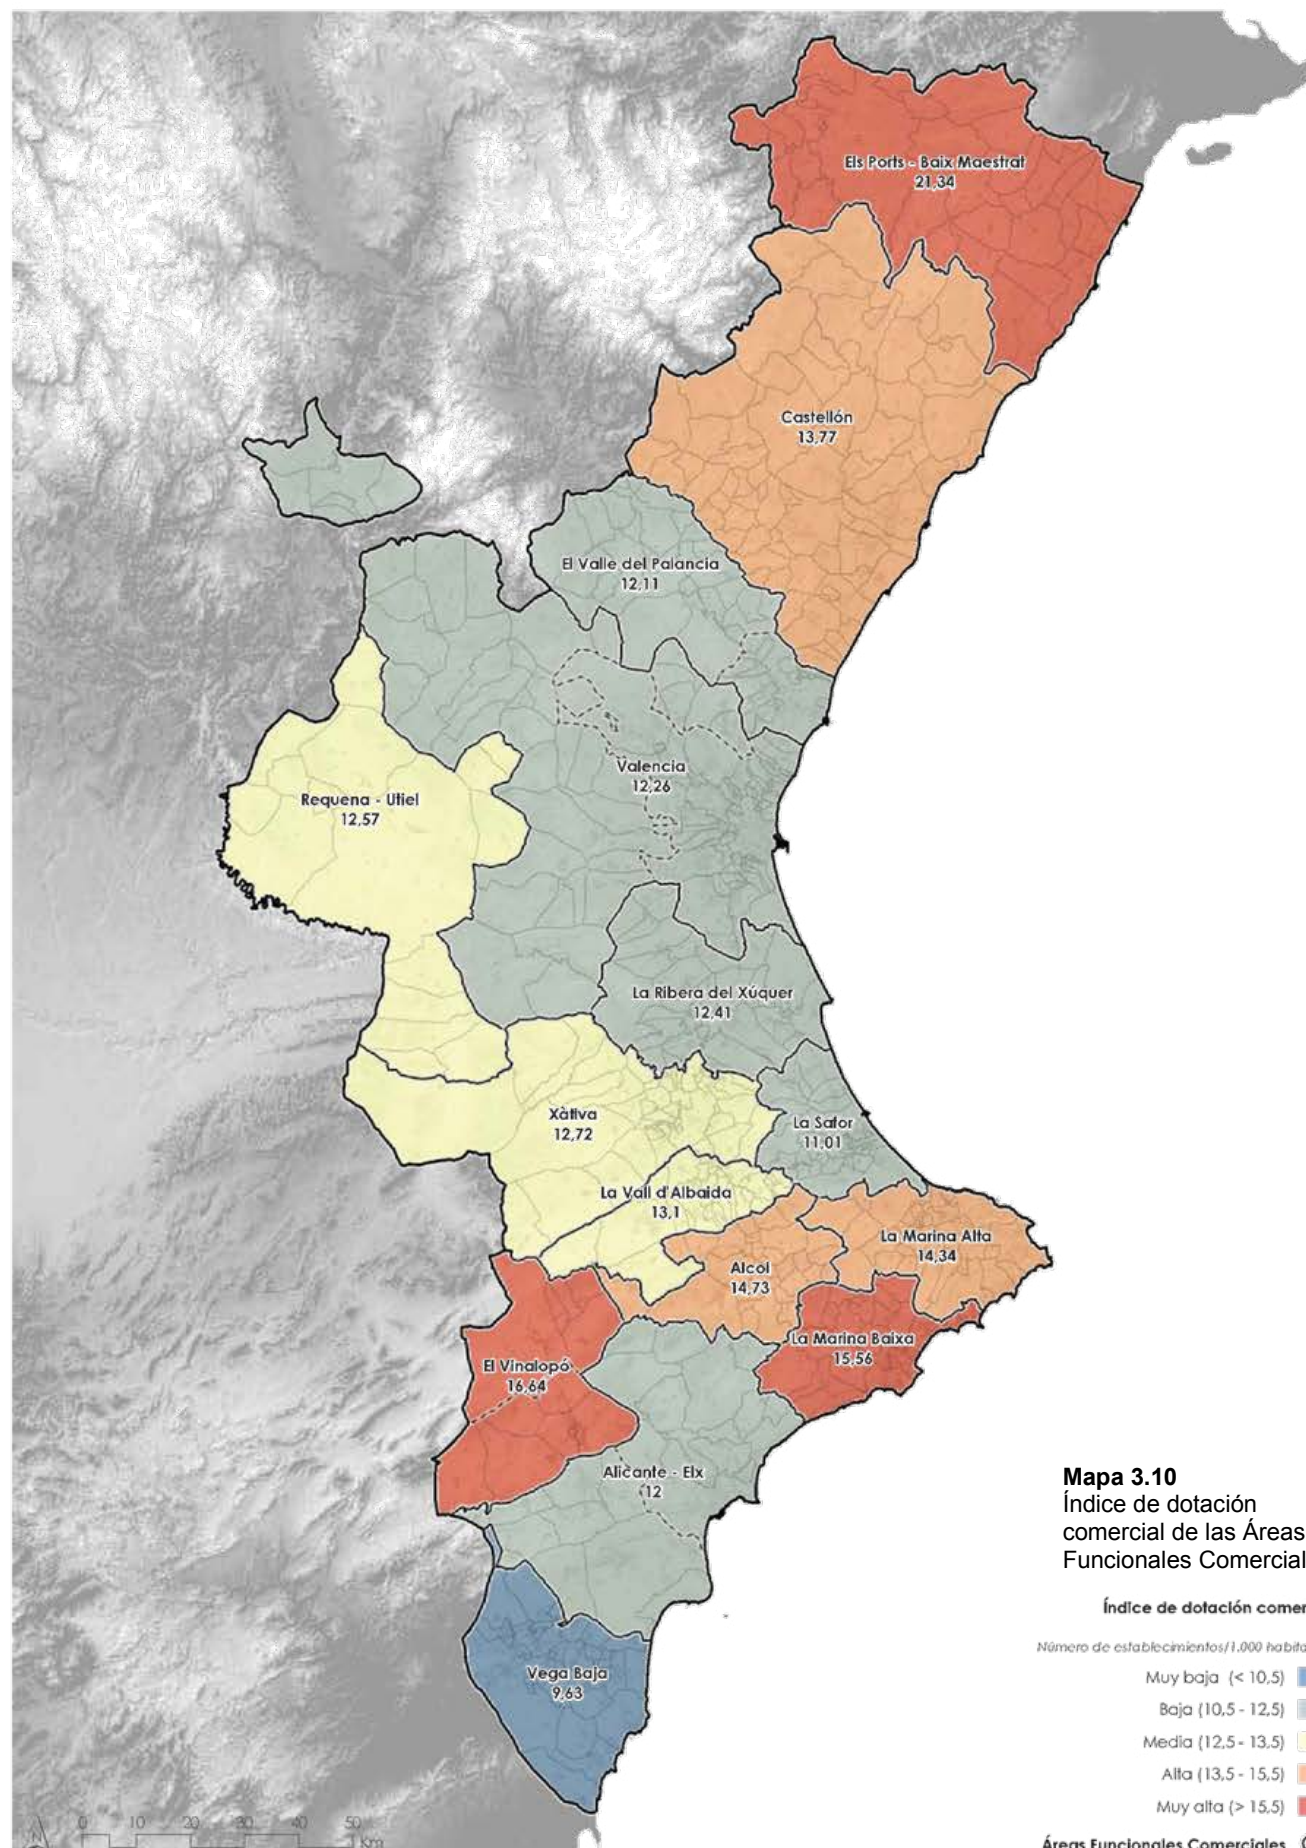 Els Ports - Baix Maestrat
21,34
Castellón
13,77
El Valle del Palancia
12,11
Valencia
12,26
Requena - Utiel
12,57
La Ribera del Xúquer
12,41
Xàtiva
12,72
La Safor
11,01
La Vall d'Albaida
13,1
La Marina Alta
14,34
Alcoi
14,73
La Marina Baixa
15,56
El Vinalopó
16,64
Alicante - Elx
12
Vega Baja
9,63
Mapa 3.10
Índice de dotación
comercial de las Áreas
Funcionales Comercial
Índice de dotación comer
Número de establecimientos/1.000 habita
Muy baja (< 10,5)
Baja (10,5 - 12,5)
Media (12,5 - 13,5)
Alta (13,5 - 15,5)
Muy alta (> 15,5)
Áreas Funcionales Comerciales
0 10 20 30 40 50
Km
N